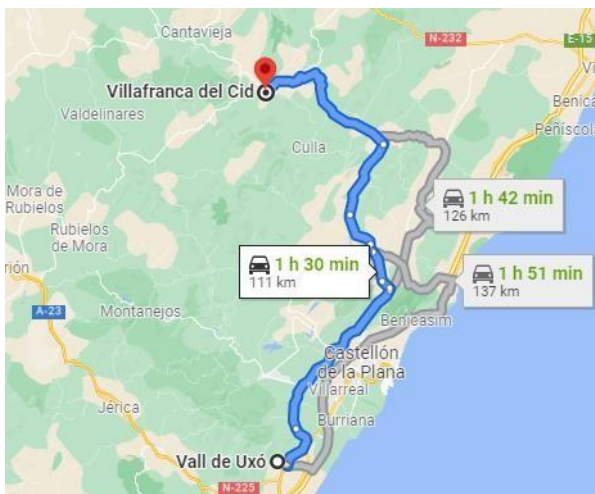 Cantavieja
N-232
E-15
Villafranca del Cid
Benica
Valdelinares
Peñíscola
Culla
Mora de
Rubielos
1 h 42 min
126 km
Rubielos
de Mora
1 h 30 min
111 km
1 h 51 min
137 km
rión
A-23
Montanejos
Benicasim
Castellón
de la Plana
Villarreal
Jérica
Burriana
Vall de Uxó
N-225